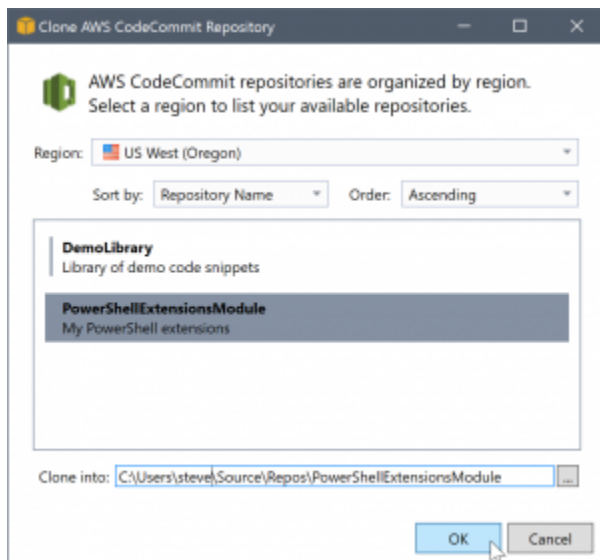 Clone AWS CodeCommit Repository
AWS CodeCommit repositories are organized by region.
Select a region to list your available repositories.
Region: US West (Oregon)
Sort by: Repository Name Order: Ascending
DemoLibrary
Library of demo code snippets
PowerShellExtensionsModule
My PowerShell extensions
Clone into: C:\Users\steve\Source\Repos\PowerShellExtensionsModule ...
OK Cancel